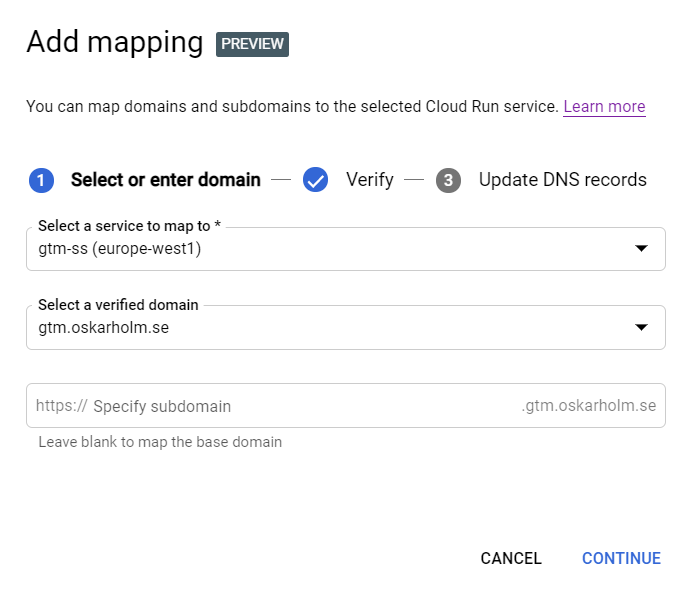 Add mapping PREVIEW
You can map domains and subdomains to the selected Cloud Run service. Learn more
1 Select or enter domain Verify 3 Update DNS records
Select a service to map to *
gtm-ss (europe-west1)
Select a verified domain
gtm.oskarholm.se
https:// Specify subdomain .gtm.oskarholm.se
Leave blank to map the base domain
CANCEL CONTINUE